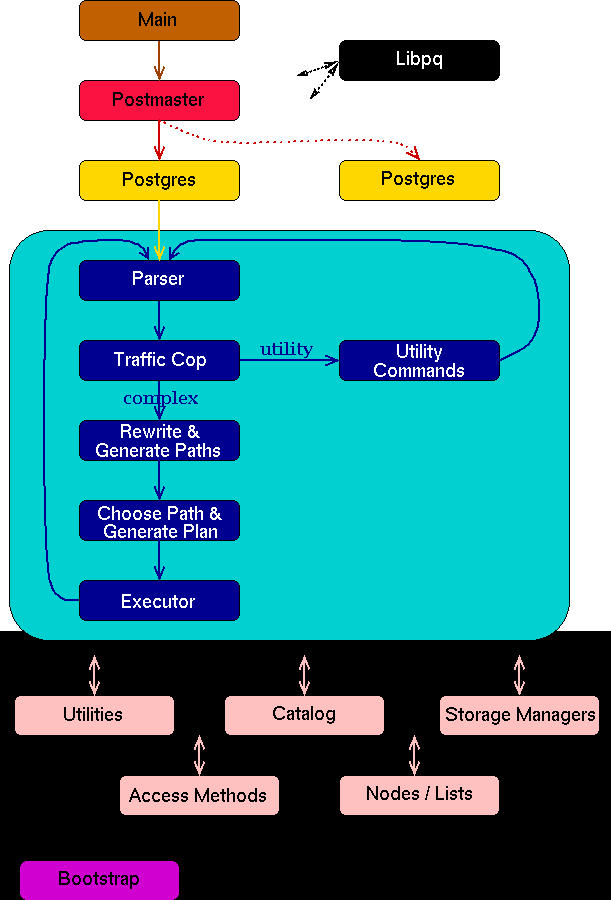 Main
Libpq
Postmaster
Postgres
Postgres
Parser
Traffic Cop
utility
Utility
Commands
complex
Rewrite &
Generate Paths
Choose Path &
Generate Plan
Executor
Utilities
Catalog
Storage Managers
Access Methods
Nodes / Lists
Bootstrap